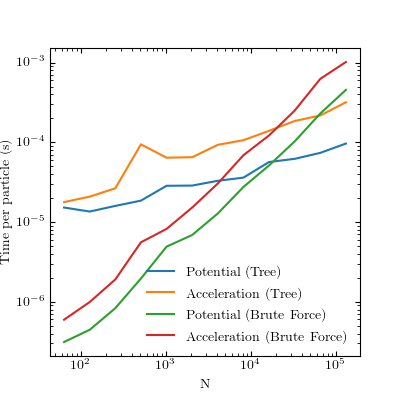 10⁻³
10⁻⁴
10⁻⁵
10⁻⁶
Time per particle (s)
Potential (Tree)
Acceleration (Tree)
Potential (Brute Force)
Acceleration (Brute Force)
10² 10³ 10⁴ 10⁵
N